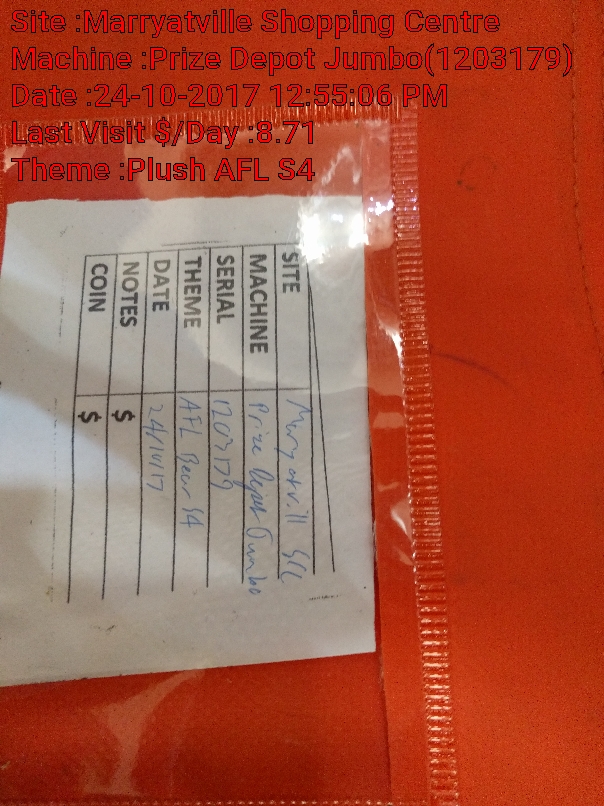 Site :Marryatville Shopping Centre
Machine :Prize Depot Jumbo(1203179)
Date :24-10-2017 12:55:06 PM
Last Visit $/Day :8.71
Theme :Plush AFL S4
SITE Marryatvill S/C
MACHINE Prize Depot Jumbo
SERIAL 1203179
THEME AFL Bear S4
DATE 24/10/17
NOTES $
COIN $